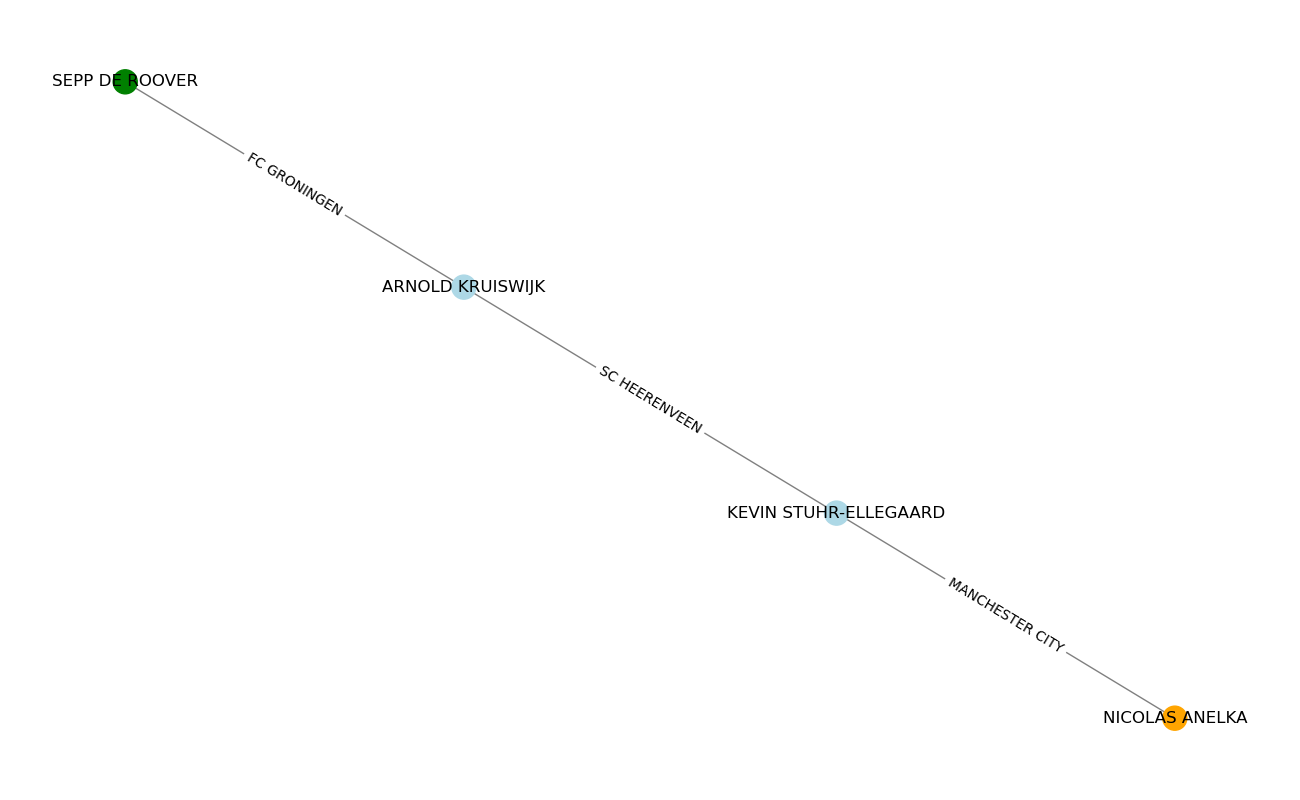 SEPP DE ROOVER
FC GRONINGEN
ARNOLD KRUISWIJK
SC HEERENVEEN
KEVIN STUHR-ELLEGAARD
MANCHESTER CITY
NICOLAS ANELKA